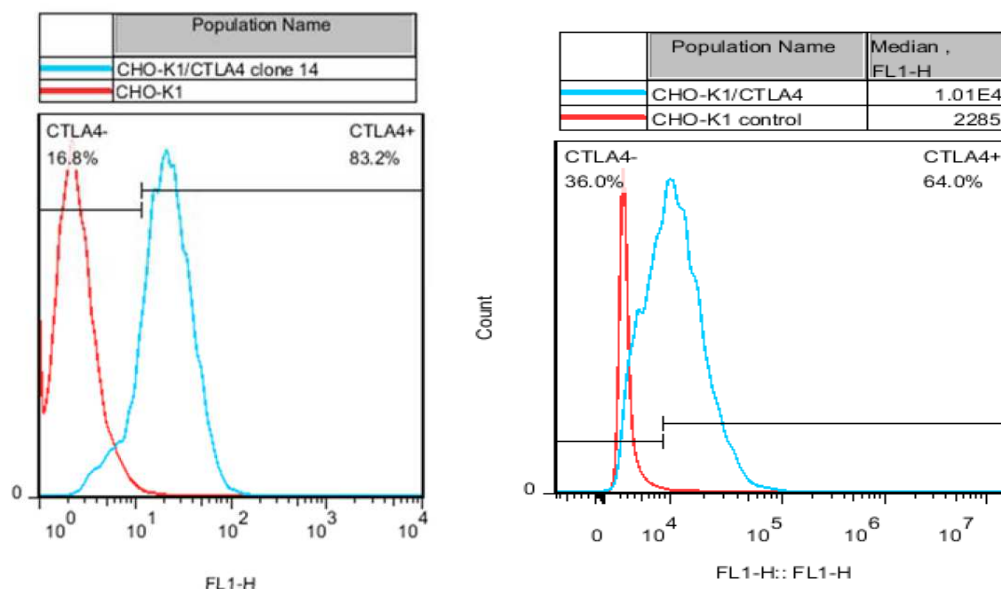 Population Name
CHO-K1/CTLA4 clone 14
CHO-K1
CTLA4- CTLA4+
16.8% 83.2%
0
10^0 10^1 10^2 10^3 10^4
FL1-H
Population Name Median , FL1-H
CHO-K1/CTLA4 1.01E4
CHO-K1 control 2285
CTLA4- CTLA4+
36.0% 64.0%
Count
0
0 10^4 10^5 10^6 10^7
FL1-H:: FL1-H